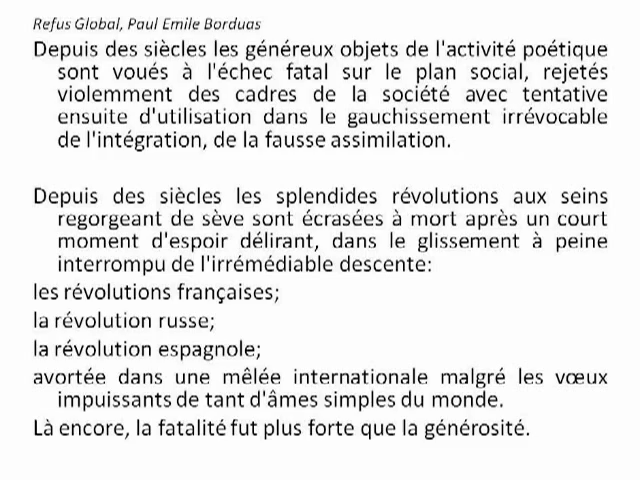 Refus Global, Paul Emile Borduas
Depuis des siècles les généreux objets de l'activité poétique
sont voués à l'échec fatal sur le plan social, rejetés
violemment des cadres de la société avec tentative
ensuite d'utilisation dans le gauchissement irrévocable
de l'intégration, de la fausse assimilation.
Depuis des siècles les splendides révolutions aux seins
regorgeant de sève sont écrasées à mort après un court
moment d'espoir délirant, dans le glissement à peine
interrompu de l'irrémédiable descente:
les révolutions françaises;
la révolution russe;
la révolution espagnole;
avortée dans une mêlée internationale malgré les vœux
impuissants de tant d'âmes simples du monde.
Là encore, la fatalité fut plus forte que la générosité.